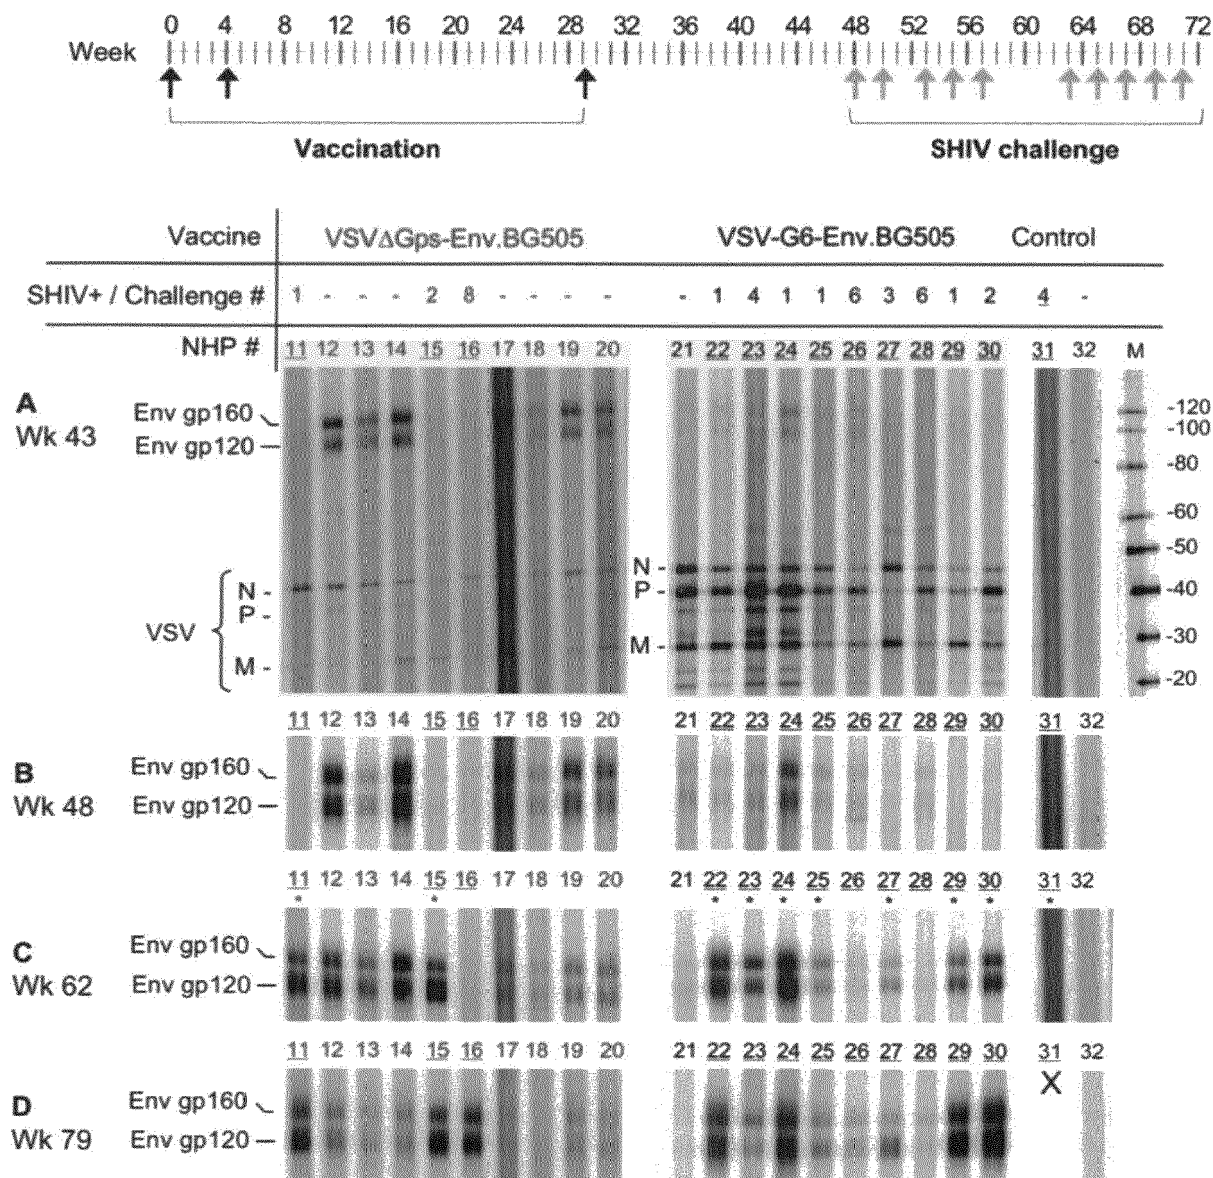 0 4 8 12 16 20 24 28 32 36 40 44 48 52 56 60 64 68 72
Week
Vaccination SHIV challenge
Vaccine VSVΔGps-Env.BG505 VSV-G6-Env.BG505 Control
SHIV+ / Challenge # 1 - - - 2 8 - - - - - 1 4 1 1 6 3 6 1 2 4 -
NHP # 11 12 13 14 15 16 17 18 19 20 21 22 23 24 25 26 27 28 29 30 31 32 M
A
Wk 43
Env gp160
Env gp120
VSV
N -
P -
M -
N -
P -
M -
-120
-100
-80
-60
-50
-40
-30
-20
11 12 13 14 15 16 17 18 19 20 21 22 23 24 25 26 27 28 29 30 31 32
B
Wk 48
Env gp160
Env gp120
11 12 13 14 15 16 17 18 19 20 21 22 23 24 25 26 27 28 29 30 31 32
* * * * * * * * * *
C
Wk 62
Env gp160
Env gp120
11 12 13 14 15 16 17 18 19 20 21 22 23 24 25 26 27 28 29 30 31 32
X
D
Wk 79
Env gp160
Env gp120